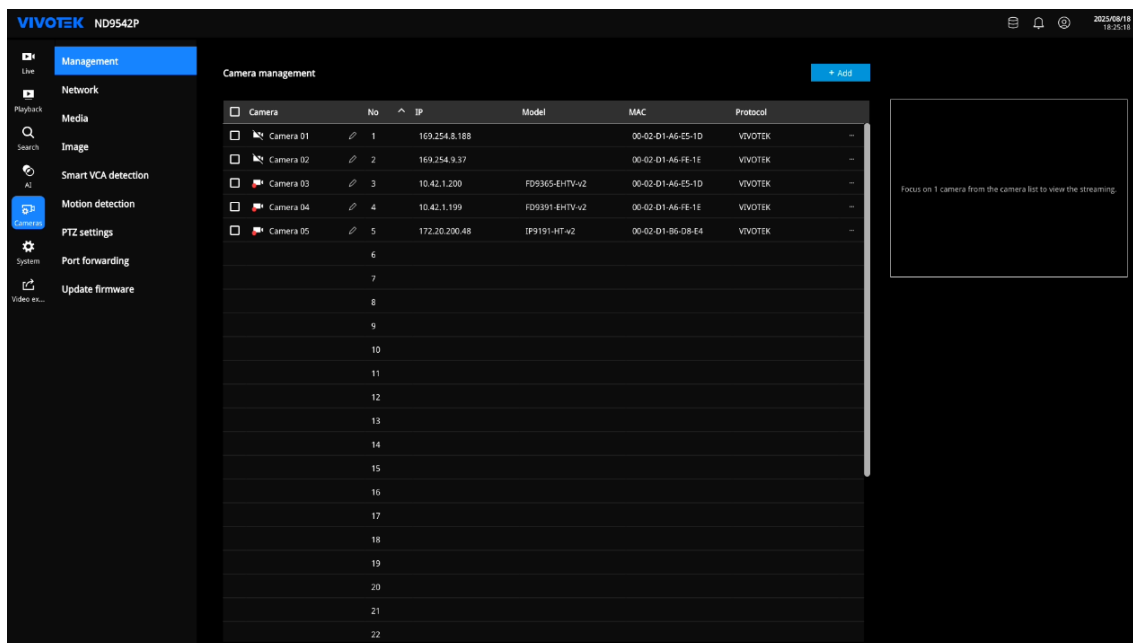 VIVOTEK ND9542P
2025/08/18
18:25:18
Live
Playback
Search
AI
Cameras
System
Video ex...
Management
Network
Media
Image
Smart VCA detection
Motion detection
PTZ settings
Port forwarding
Update firmware
Camera management
+ Add
Camera No IP Model MAC Protocol
Camera 01 1 169.254.8.188 00-02-D1-A6-E5-1D VIVOTEK ...
Camera 02 2 169.254.9.37 00-02-D1-A6-FE-1E VIVOTEK ...
Camera 03 3 10.42.1.200 FD9365-EHTV-v2 00-02-D1-A6-E5-1D VIVOTEK ...
Camera 04 4 10.42.1.199 FD9391-EHTV-v2 00-02-D1-A6-FE-1E VIVOTEK ...
Camera 05 5 172.20.200.48 IP9191-HT-v2 00-02-D1-B6-D8-E4 VIVOTEK ...
6
7
8
9
10
11
12
13
14
15
16
17
18
19
20
21
22
Focus on 1 camera from the camera list to view the streaming.